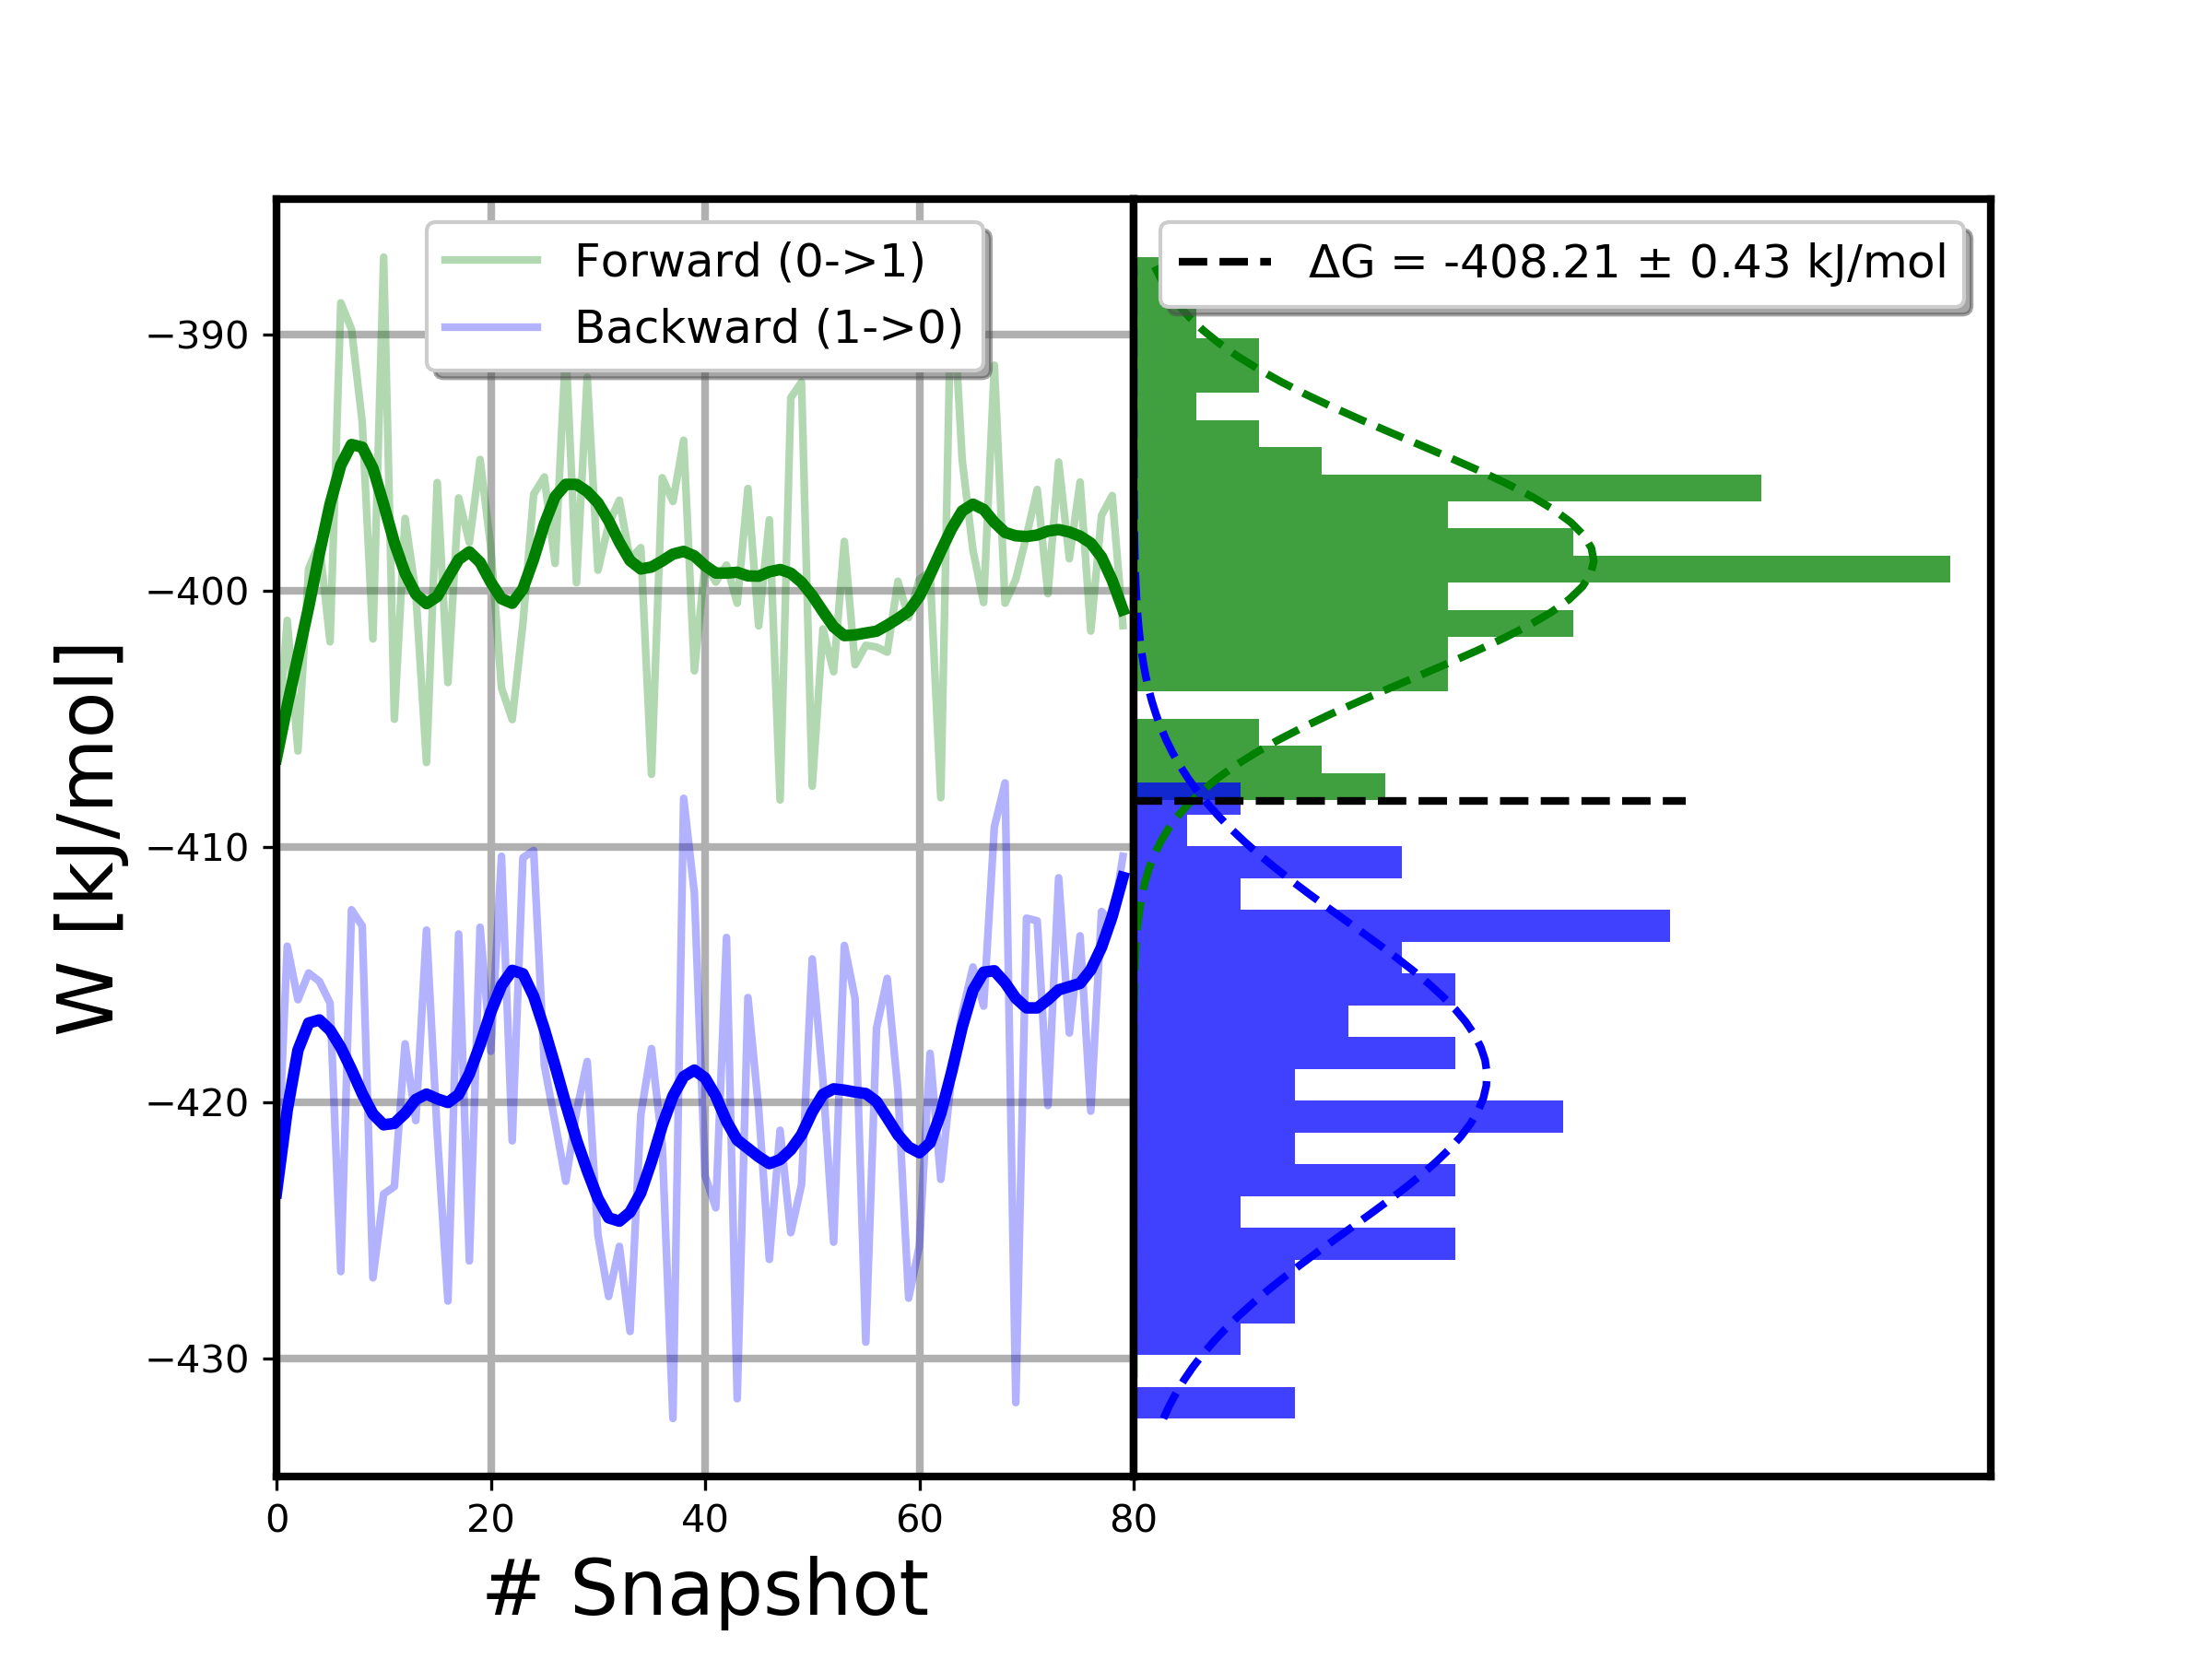 Forward (0->1)
Backward (1->0)
ΔG = -408.21 ± 0.43 kJ/mol
−390
−400
−410
−420
−430
W [kJ/mol]
0 20 40 60 80
# Snapshot